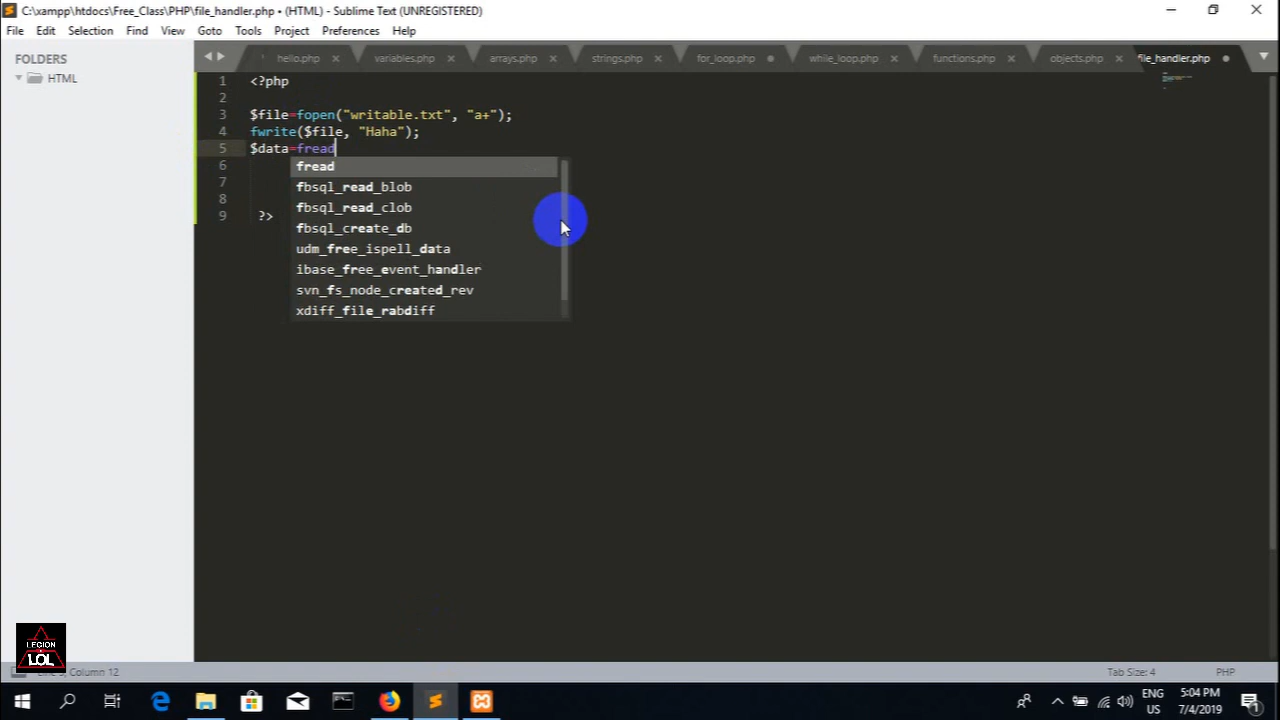 C:\xampp\htdocs\Free_Class\PHP\file_handler.php • (HTML) - Sublime Text (UNREGISTERED)
File Edit Selection Find View Goto Tools Project Preferences Help
FOLDERS
HTML
hello.php variables.php arrays.php strings.php for_loop.php while_loop.php functions.php objects.php file_handler.php
1 <?php
2
3 $file=fopen("writable.txt", "a+");
4 fwrite($file, "Haha");
5 $data=fread
6
7
8
9 ?>
fread
fbsql_read_blob
fbsql_read_clob
fbsql_create_db
udm_free_ispell_data
ibase_free_event_handler
svn_fs_node_created_rev
xdiff_file_rabdiff
LEGION
LOL
Column 12
Tab Size: 4 PHP
ENG
US
5:04 PM
7/4/2019
1